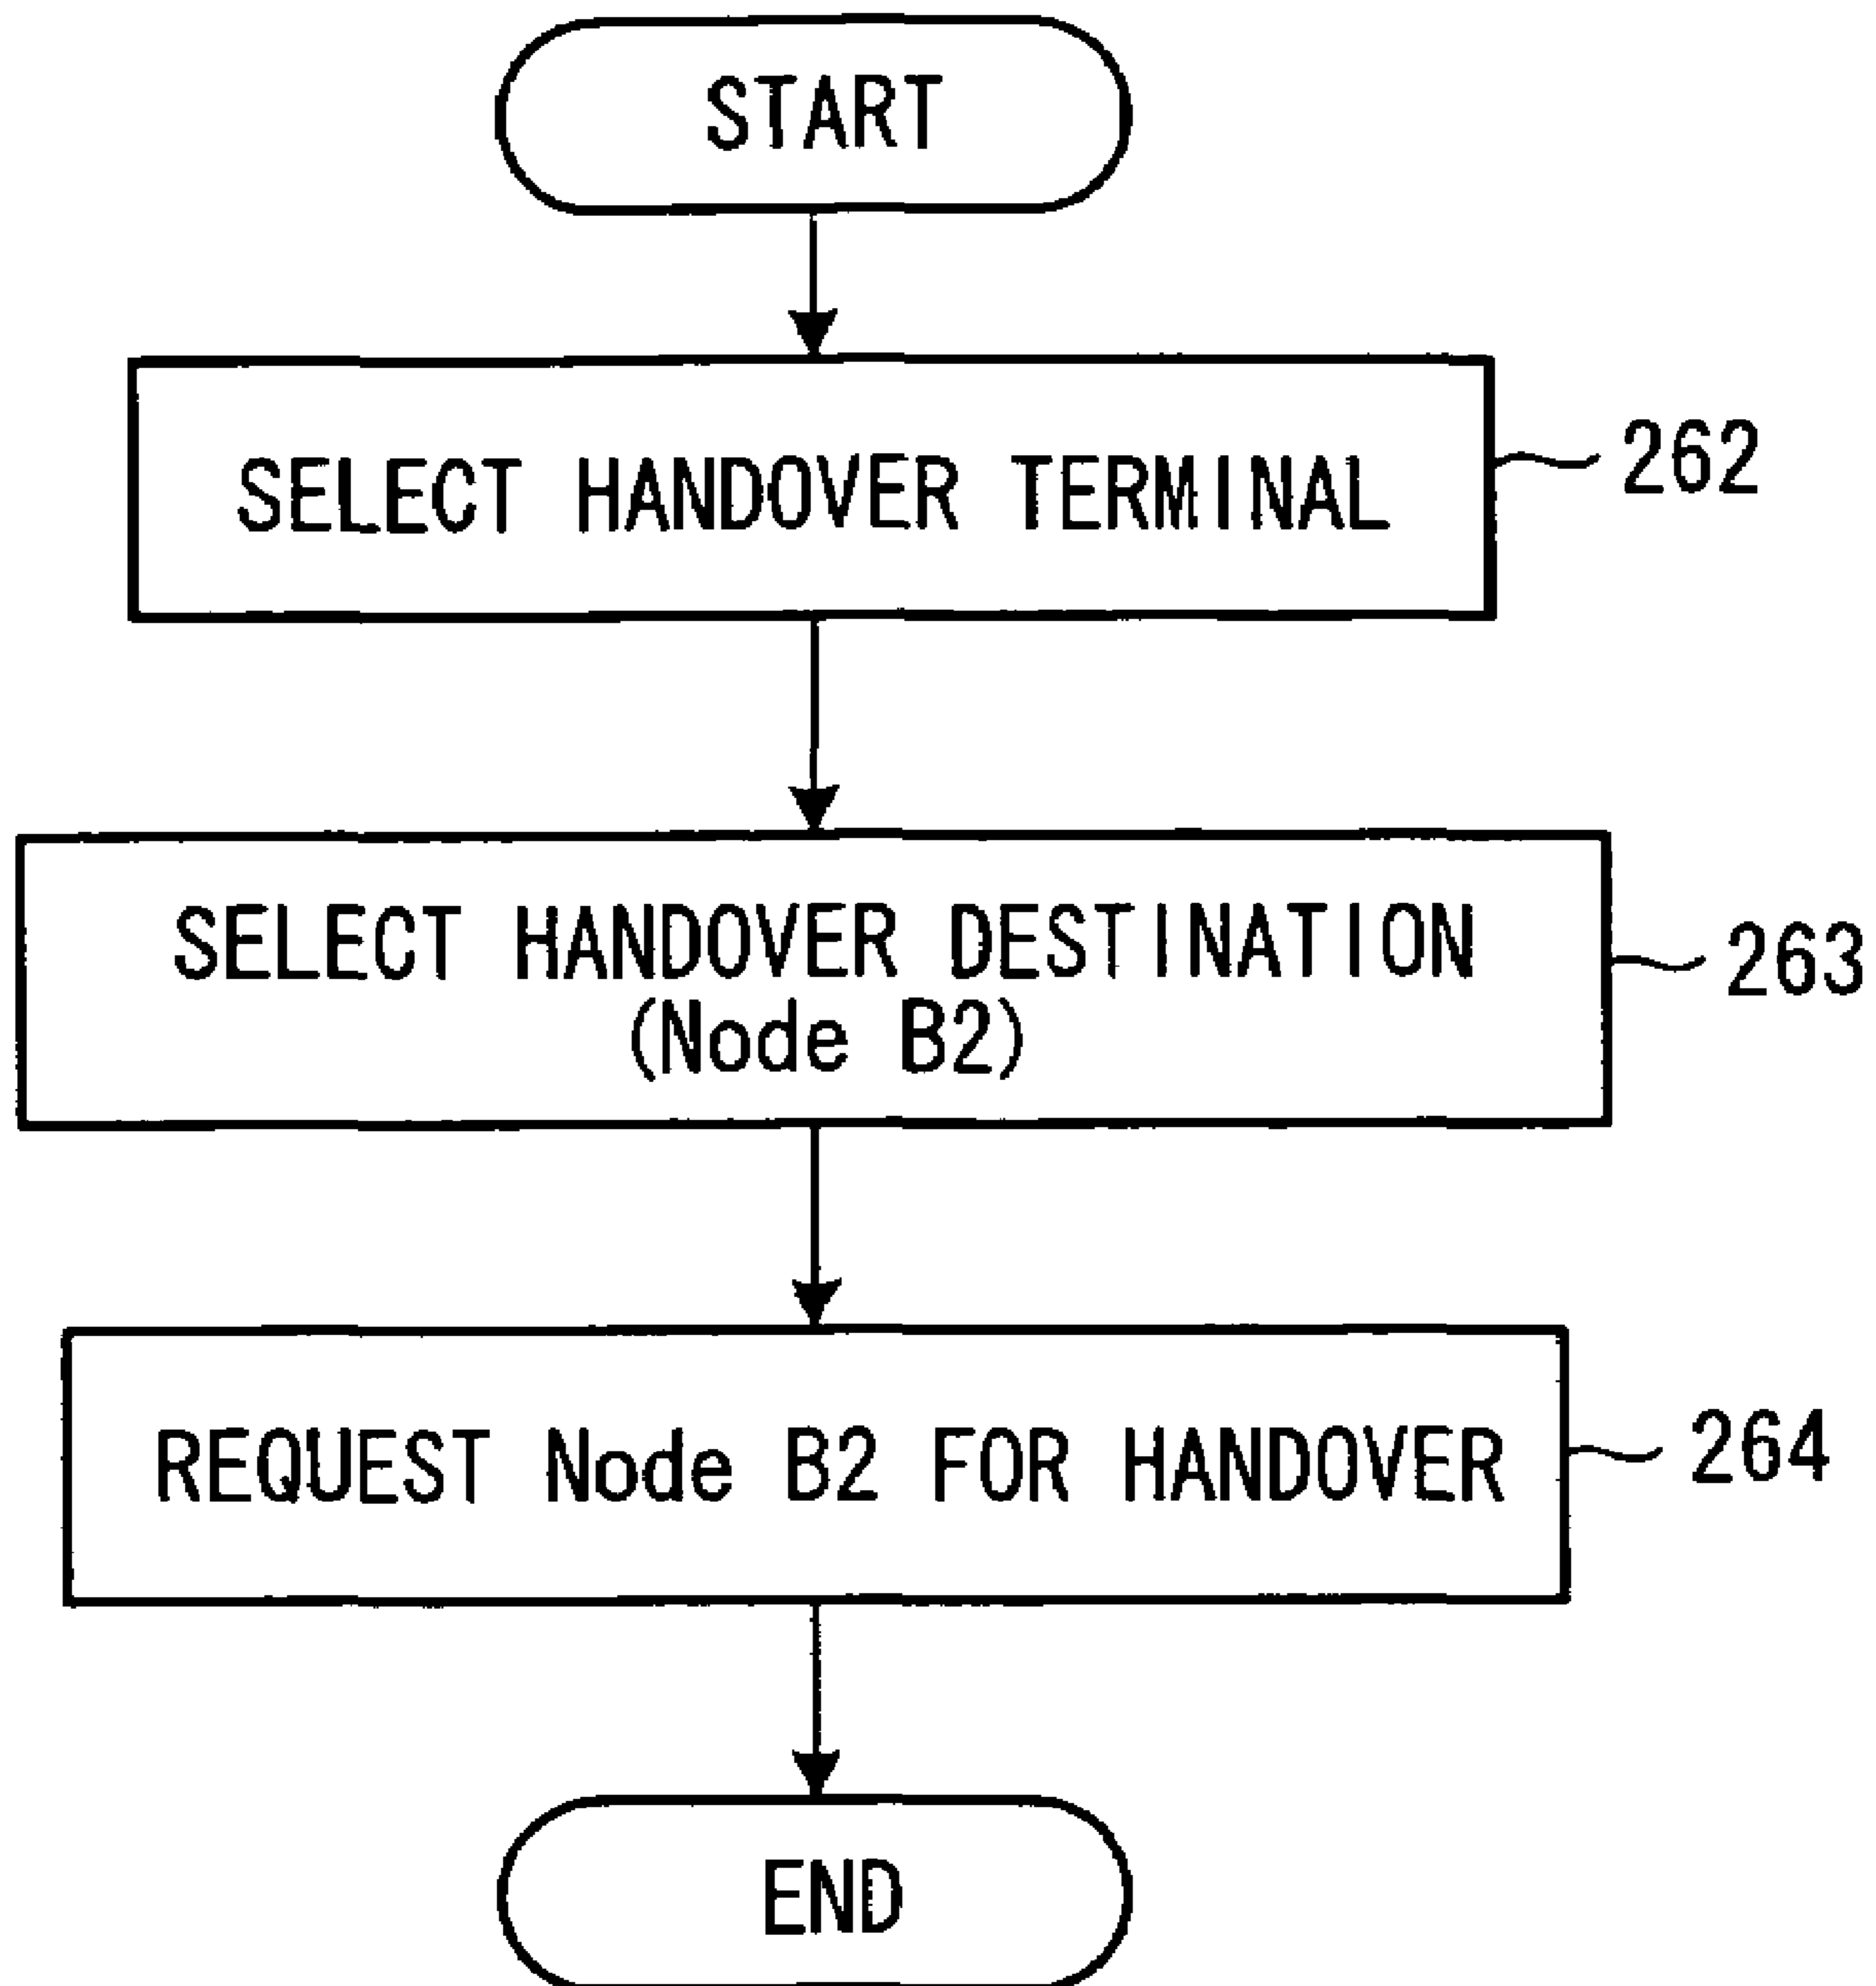 START
SELECT HANDOVER TERMINAL
262
SELECT HANDOVER DESTINATION
(Node B2)
263
REQUEST Node B2 FOR HANDOVER
264
END